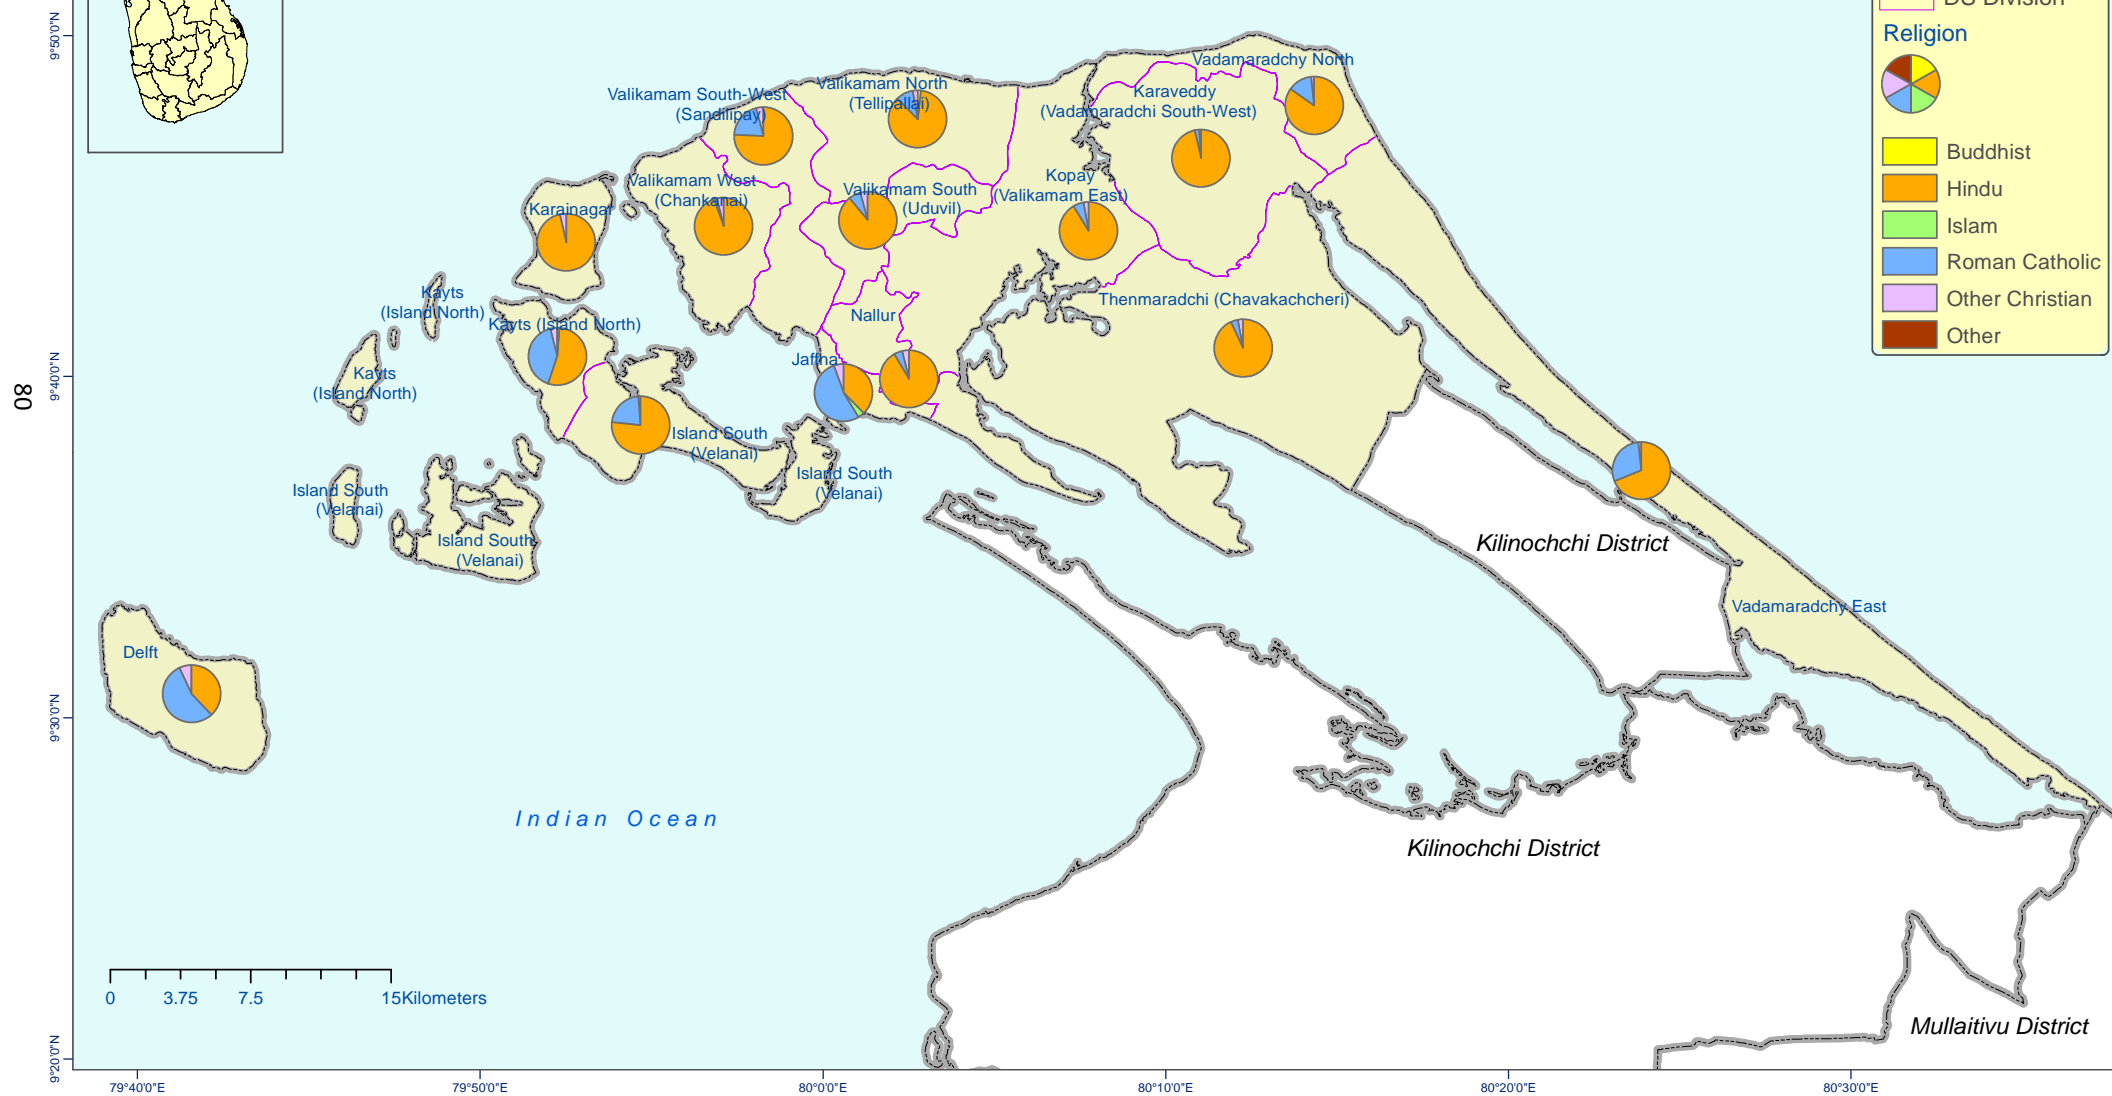 DS Division
Religion
Buddhist
Hindu
Islam
Roman Catholic
Other Christian
Other
9°50'0"N
9°40'0"N
9°30'0"N
9°20'0"N
80
Vadamaradchy North
Valikamam North
(Tellipallai)
Karaveddy
(Vadamaradchi South-West)
Valikamam South-West
(Sandilipay)
Kopay
(Valikamam East)
Valikamam West
(Chankanai)
Valikamam South
(Uduvil)
Karainagar
Kayts
(Island North)
Thenmaradchi (Chavakachcheri)
Nallur
Kayts (Island North)
Jaffna
Kayts
(Island North)
Island South
(Velanai)
Island South
(Velanai)
Island South
(Velanai)
Island South
(Velanai)
Kilinochchi District
Vadamaradchy East
Delft
Indian Ocean
Kilinochchi District
Mullaitivu District
0 3.75 7.5 15Kilometers
79°40'0"E 79°50'0"E 80°0'0"E 80°10'0"E 80°20'0"E 80°30'0"E